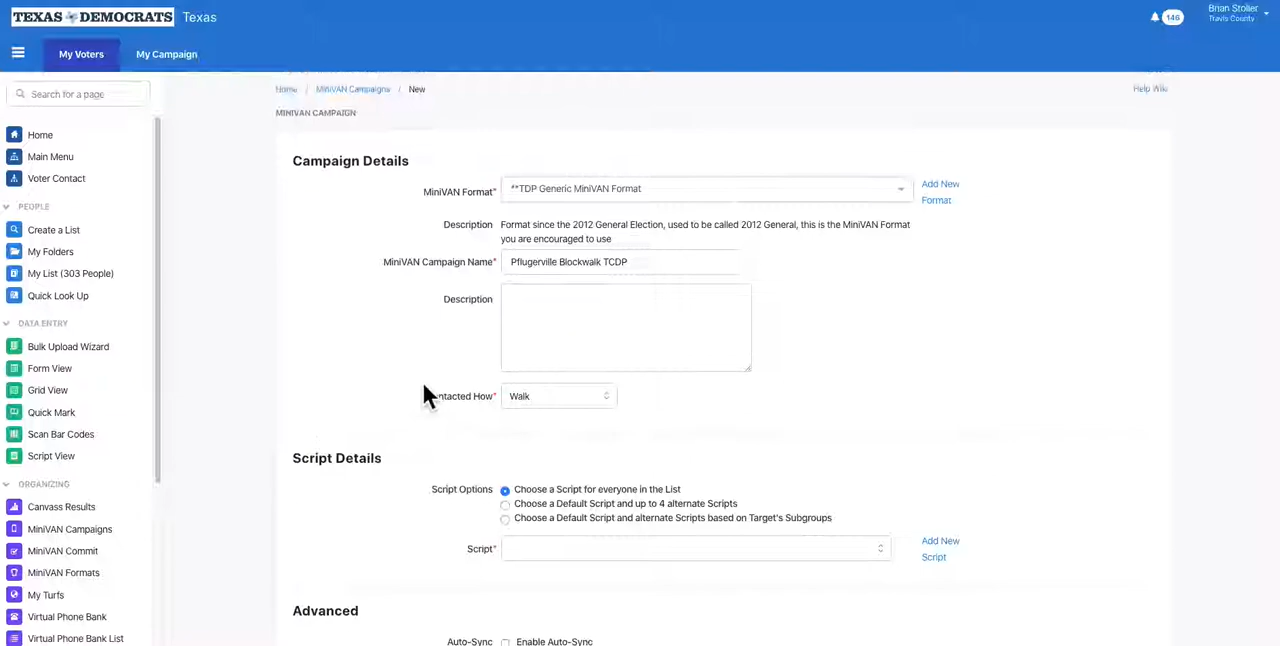 TEXAS DEMOCRATS Texas
146
Brian Stolier
Travis County
My Voters My Campaign
Search for a page
Home / MiniVAN Campaigns / New
Help Wiki
MINIVAN CAMPAIGN
Home
Main Menu
Voter Contact
PEOPLE
Create a List
My Folders
My List (303 People)
Quick Look Up
DATA ENTRY
Bulk Upload Wizard
Form View
Grid View
Quick Mark
Scan Bar Codes
Script View
ORGANIZING
Canvass Results
MiniVAN Campaigns
MiniVAN Commit
MiniVAN Formats
My Turfs
Virtual Phone Bank
Virtual Phone Bank List
Campaign Details
MiniVAN Format* **TDP Generic MiniVAN Format
Add New
Format
Description Format since the 2012 General Election, used to be called 2012 General, this is the MiniVAN Format
you are encouraged to use
MiniVAN Campaign Name* Pflugerville Blockwalk TCDP
Description
ntacted How* Walk
Script Details
Script Options Choose a Script for everyone in the List
Choose a Default Script and up to 4 alternate Scripts
Choose a Default Script and alternate Scripts based on Target's Subgroups
Script*
Add New
Script
Advanced
Auto-Sync Enable Auto-Sync